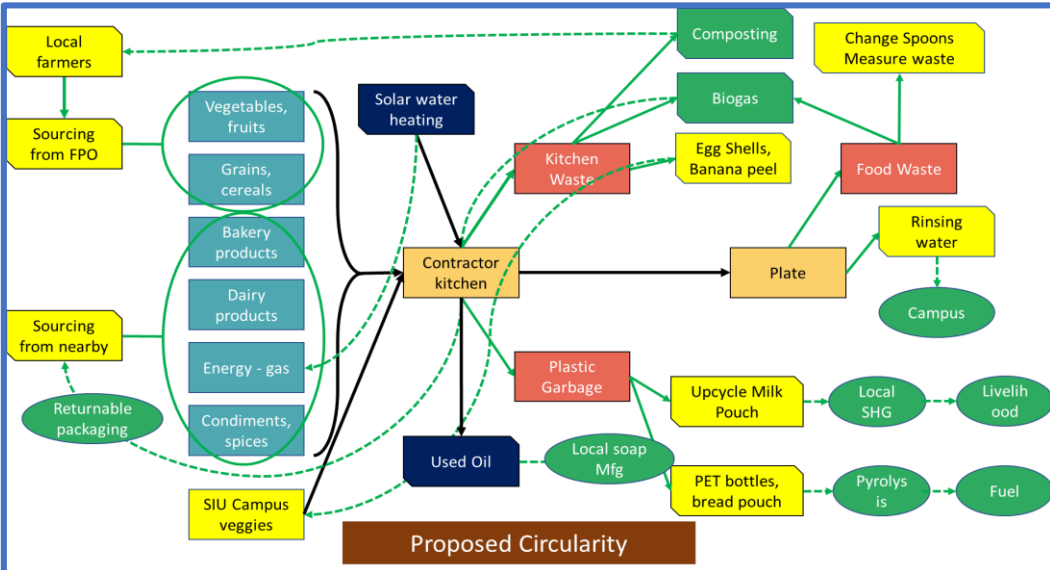 Local
farmers
Sourcing
from FPO
Vegetables,
fruits
Grains,
cereals
Bakery
products
Dairy
products
Energy - gas
Condiments,
spices
Sourcing
from nearby
Returnable
packaging
SIU Campus
veggies
Solar water
heating
Contractor
kitchen
Used Oil
Local soap
Mfg
Kitchen
Waste
Plastic
Garbage
Composting
Biogas
Egg Shells,
Banana peel
Change Spoons
Measure waste
Food Waste
Plate
Rinsing
water
Campus
Upcycle Milk
Pouch
Local
SHG
Livelih
ood
PET bottles,
bread pouch
Pyrolys
is
Fuel
Proposed Circularity